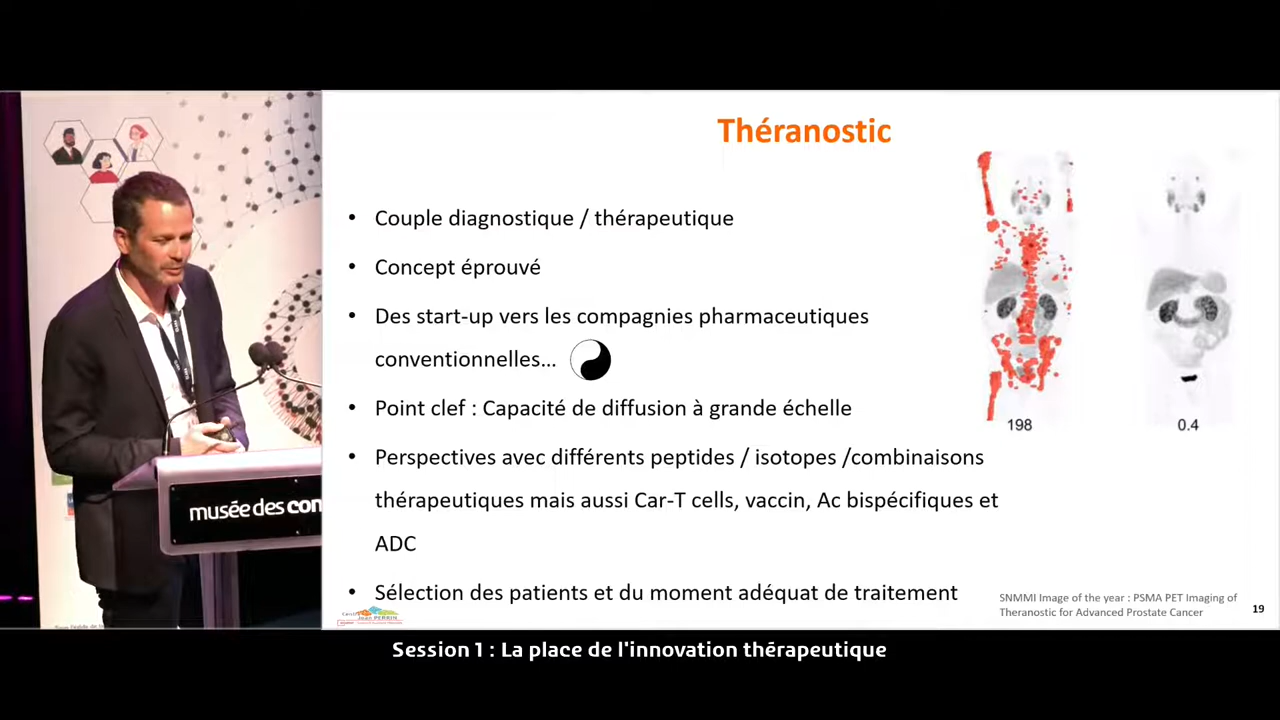 Théranostic
• Couple diagnostique / thérapeutique
• Concept éprouvé
• Des start-up vers les compagnies pharmaceutiques
conventionnelles...
• Point clef : Capacité de diffusion à grande échelle
• Perspectives avec différents peptides / isotopes /combinaisons
thérapeutiques mais aussi Car-T cells, vaccin, Ac bispécifiques et
ADC
• Sélection des patients et du moment adéquat de traitement
198
0.4
SNMMI Image of the year : PSMA PET Imaging of
Theranostic for Advanced Prostate Cancer
19
Jean PERRIN
musée des con
Session 1 : La place de l'innovation thérapeutique